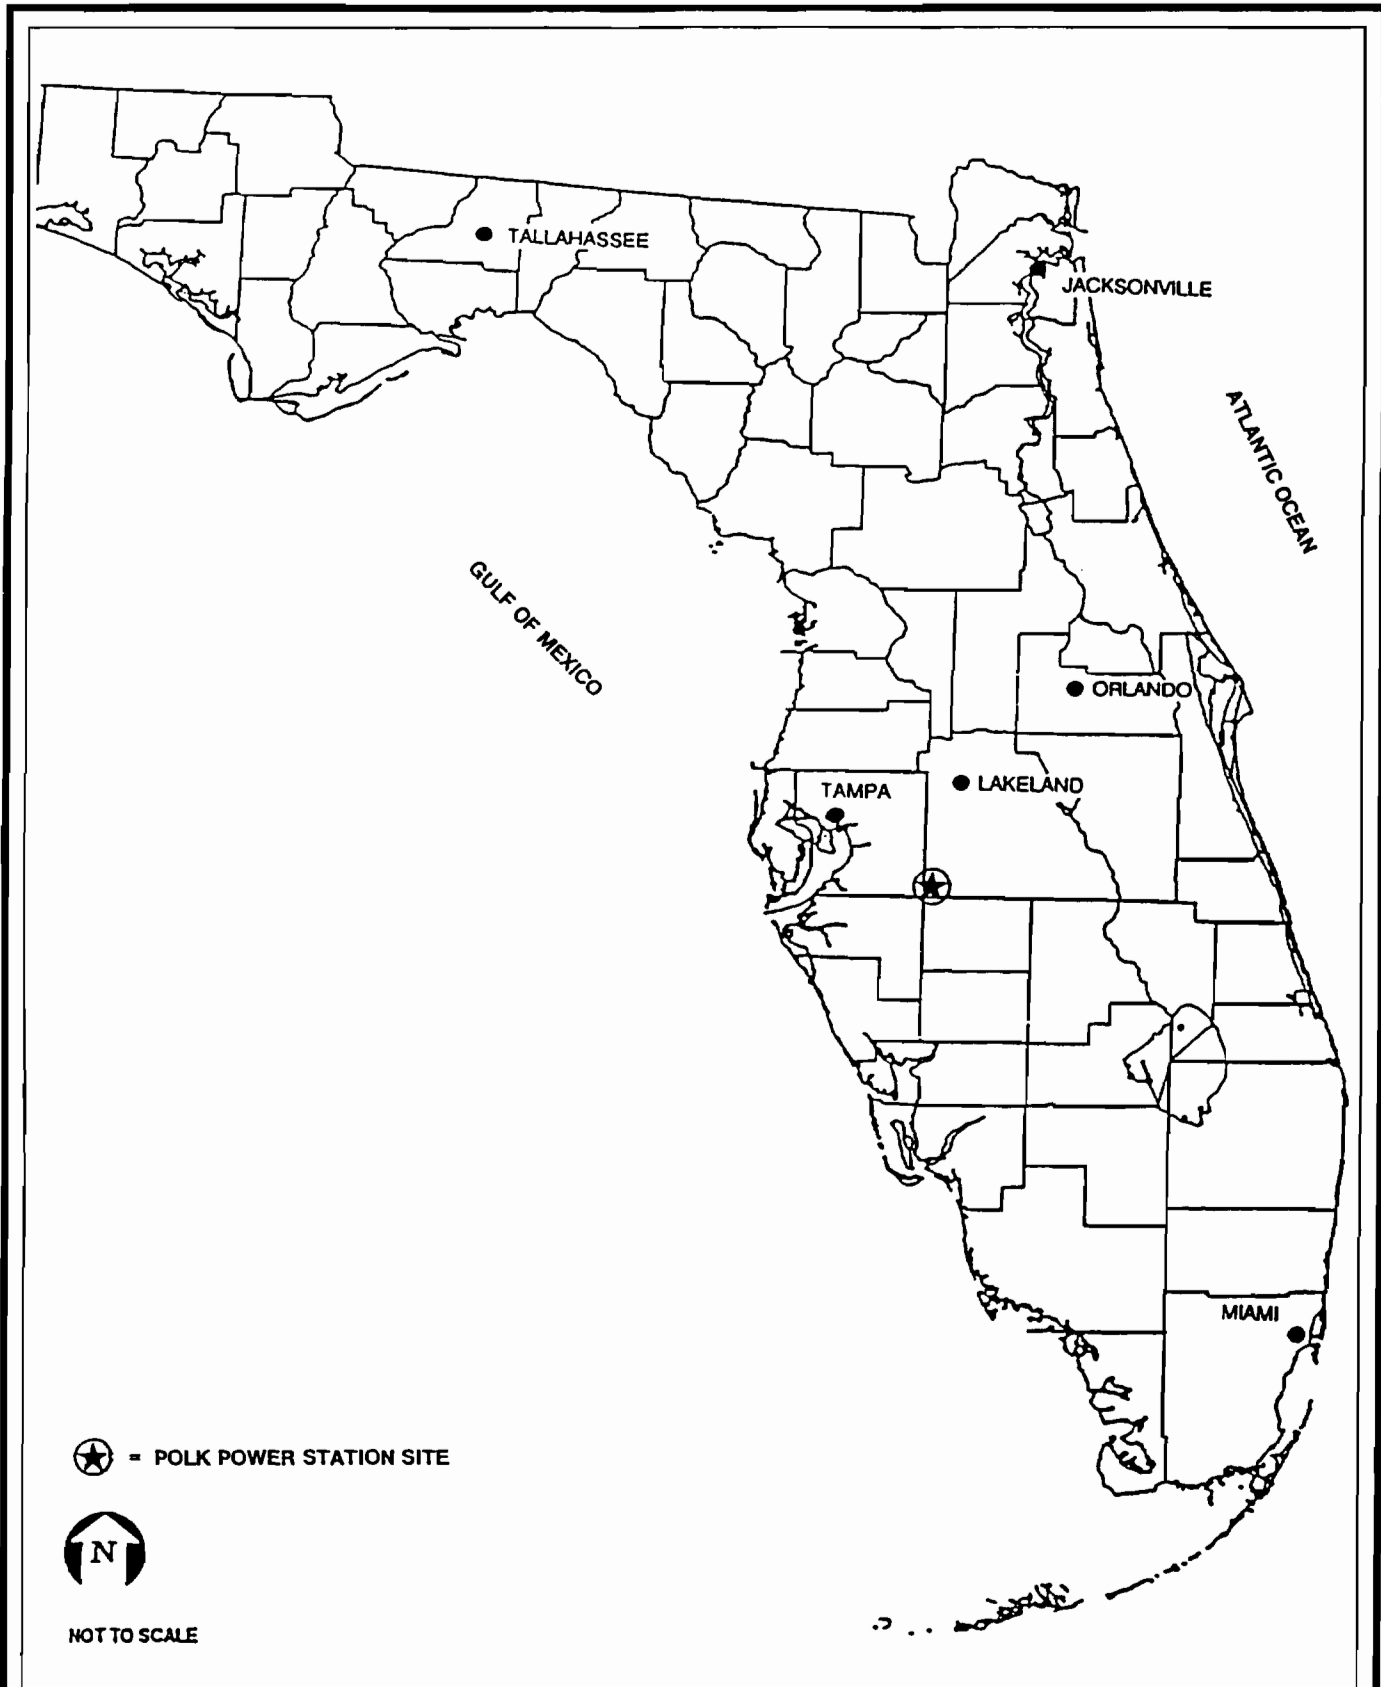 TALLAHASSEE
JACKSONVILLE
ATLANTIC OCEAN
GULF OF MEXICO
ORLANDO
LAKELAND
TAMPA
MIAMI
= POLK POWER STATION SITE
N
NOT TO SCALE